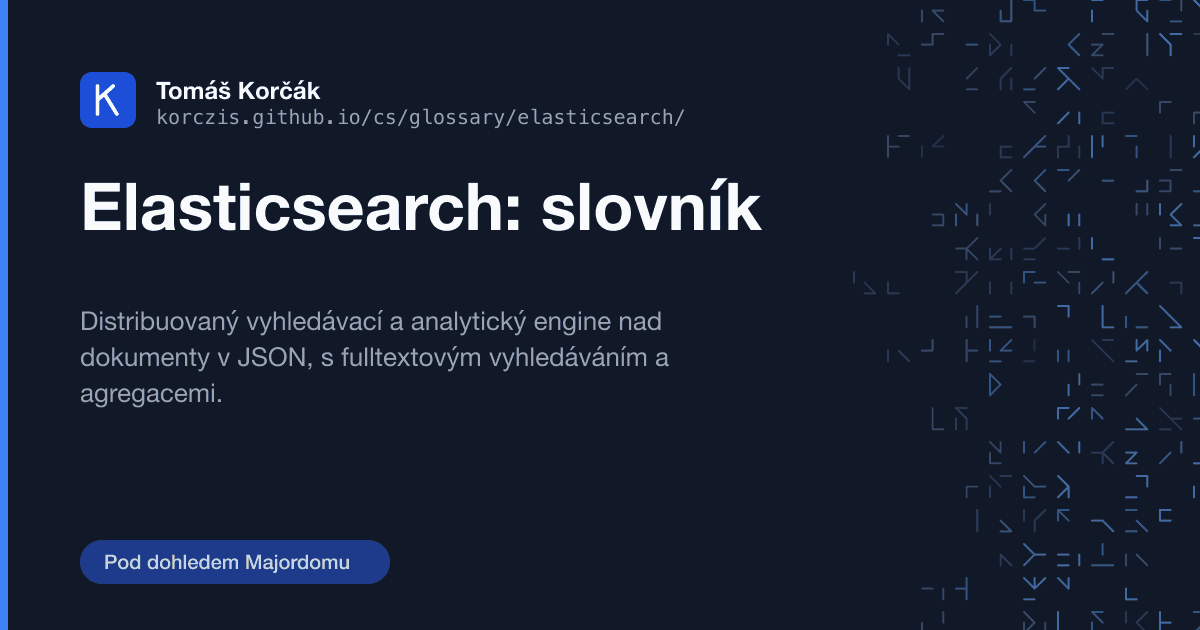 Tomáš Korčák
korczis.github.io/cs/glossary/elasticsearch/
Elasticsearch: slovník
Distribuovaný vyhledávací a analytický engine nad
dokumenty v JSON, s fulltextovým vyhledáváním a
agregacemi.
Pod dohledem Majordomu